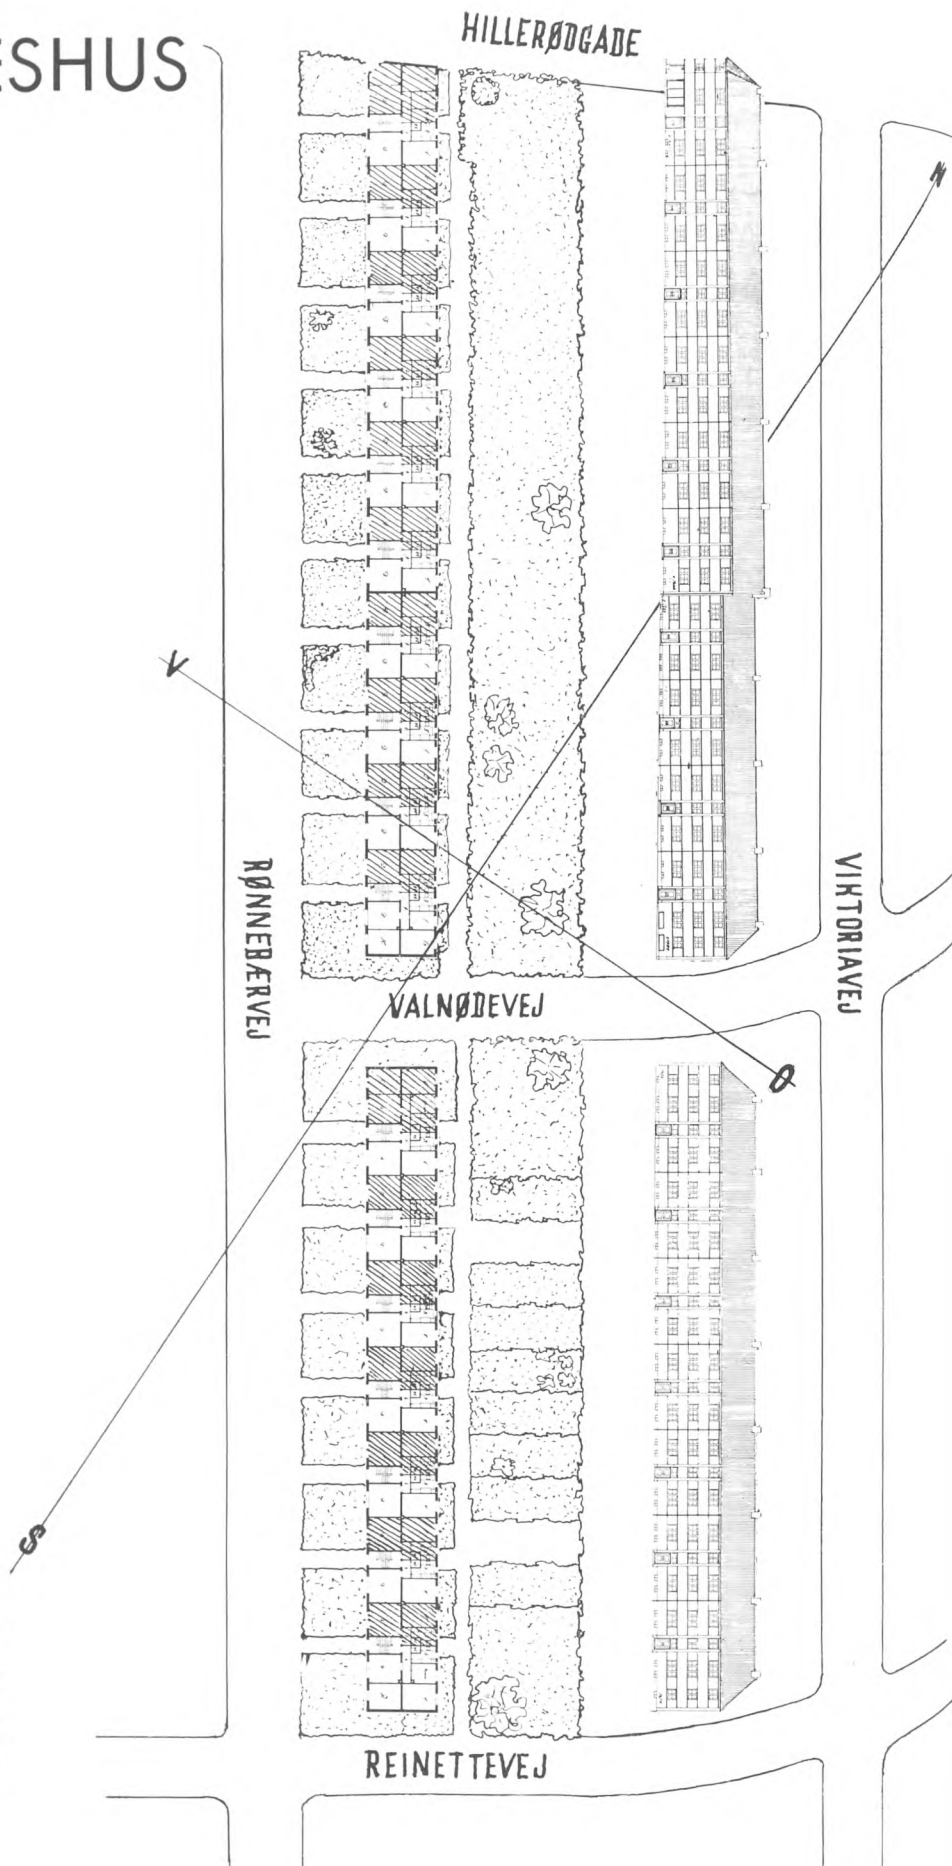 ESHUS
HILLERØDGADE
N
V
RØNNEBÆRVEJ
VIKTORIAVEJ
VALNØDEVEJ
Ø
S
REINETTEVEJ